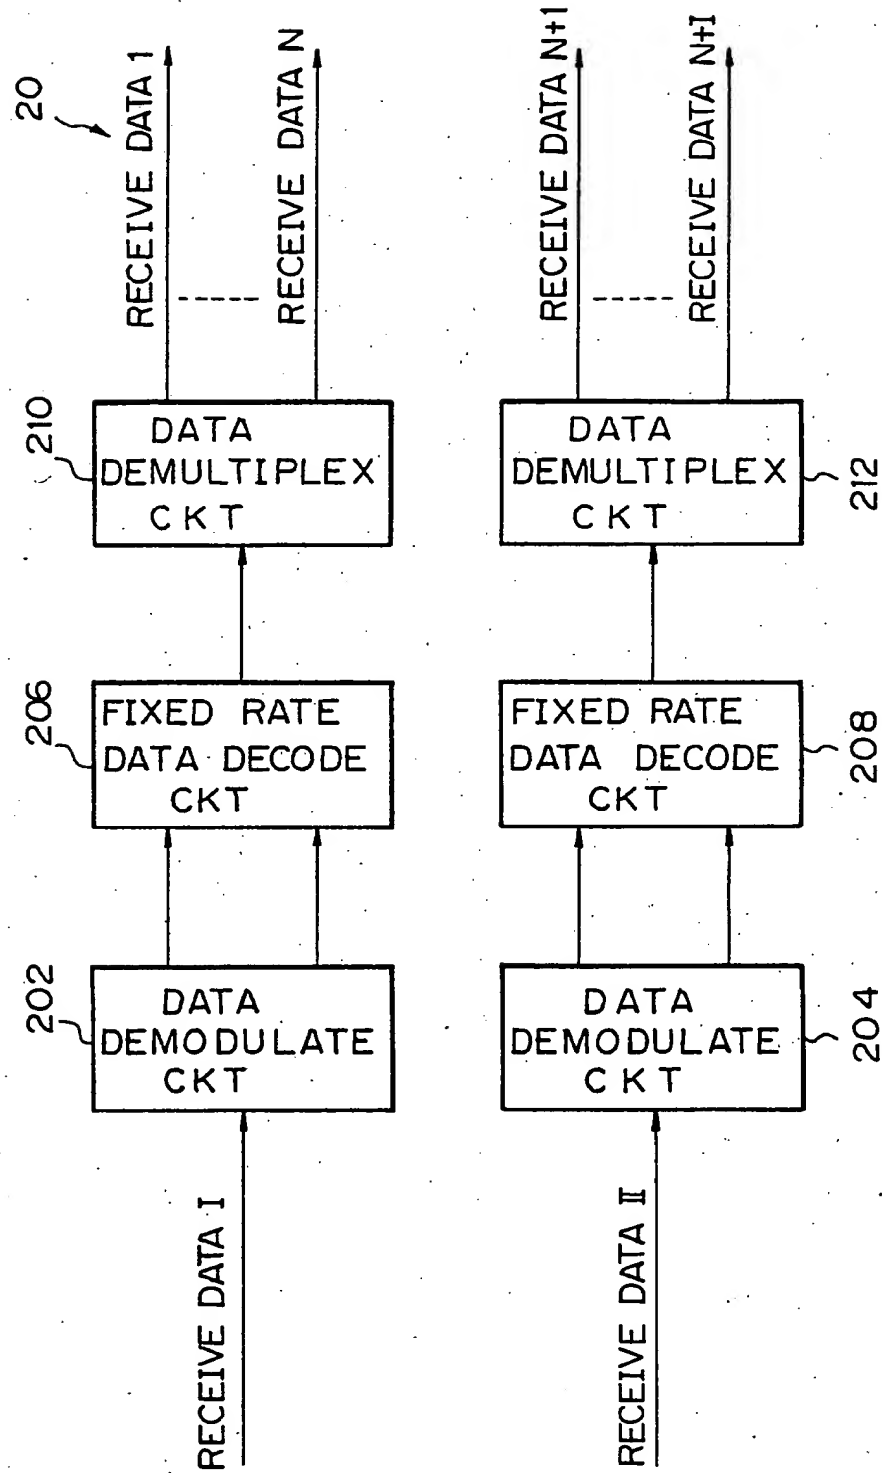 20
RECEIVE DATA I
202
DATA
DEMODULATE
CKT
206
FIXED RATE
DATA DECODE
CKT
210
DATA
DEMULTIPLEX
CKT
RECEIVE DATA 1
RECEIVE DATA N
RECEIVE DATA II
DATA
DEMODULATE
CKT
204
FIXED RATE
DATA DECODE
CKT
208
DATA
DEMULTIPLEX
CKT
212
RECEIVE DATA N+1
RECEIVE DATA N+I